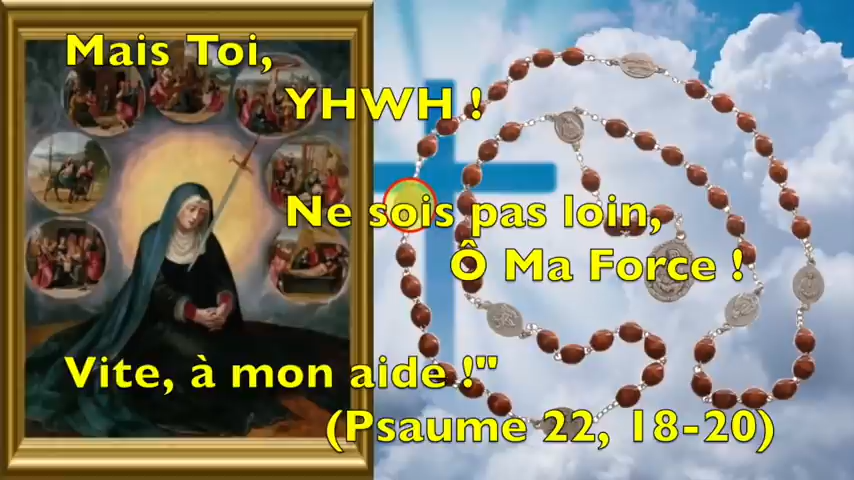 Mais Toi,
YHWH !
Ne sois pas loin,
Ô Ma Force !
Vite, à mon aide !"
(Psaume 22, 18-20)